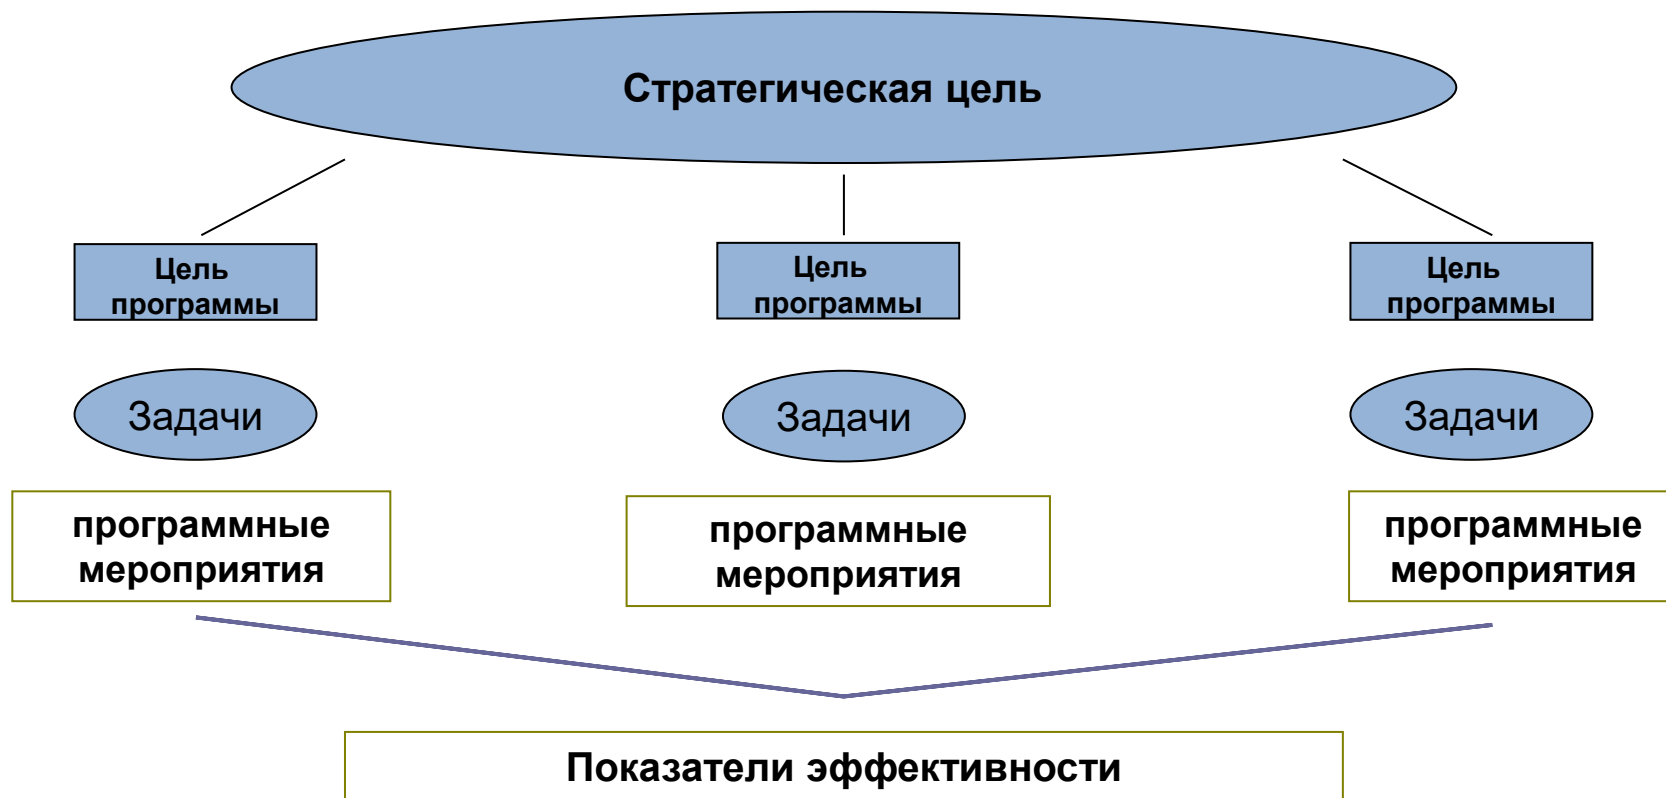 Стратегическая цель
Цель
программы
Цель
программы
Цель
программы
Задачи
Задачи
Задачи
программные
мероприятия
программные
мероприятия
программные
мероприятия
Показатели эффективности